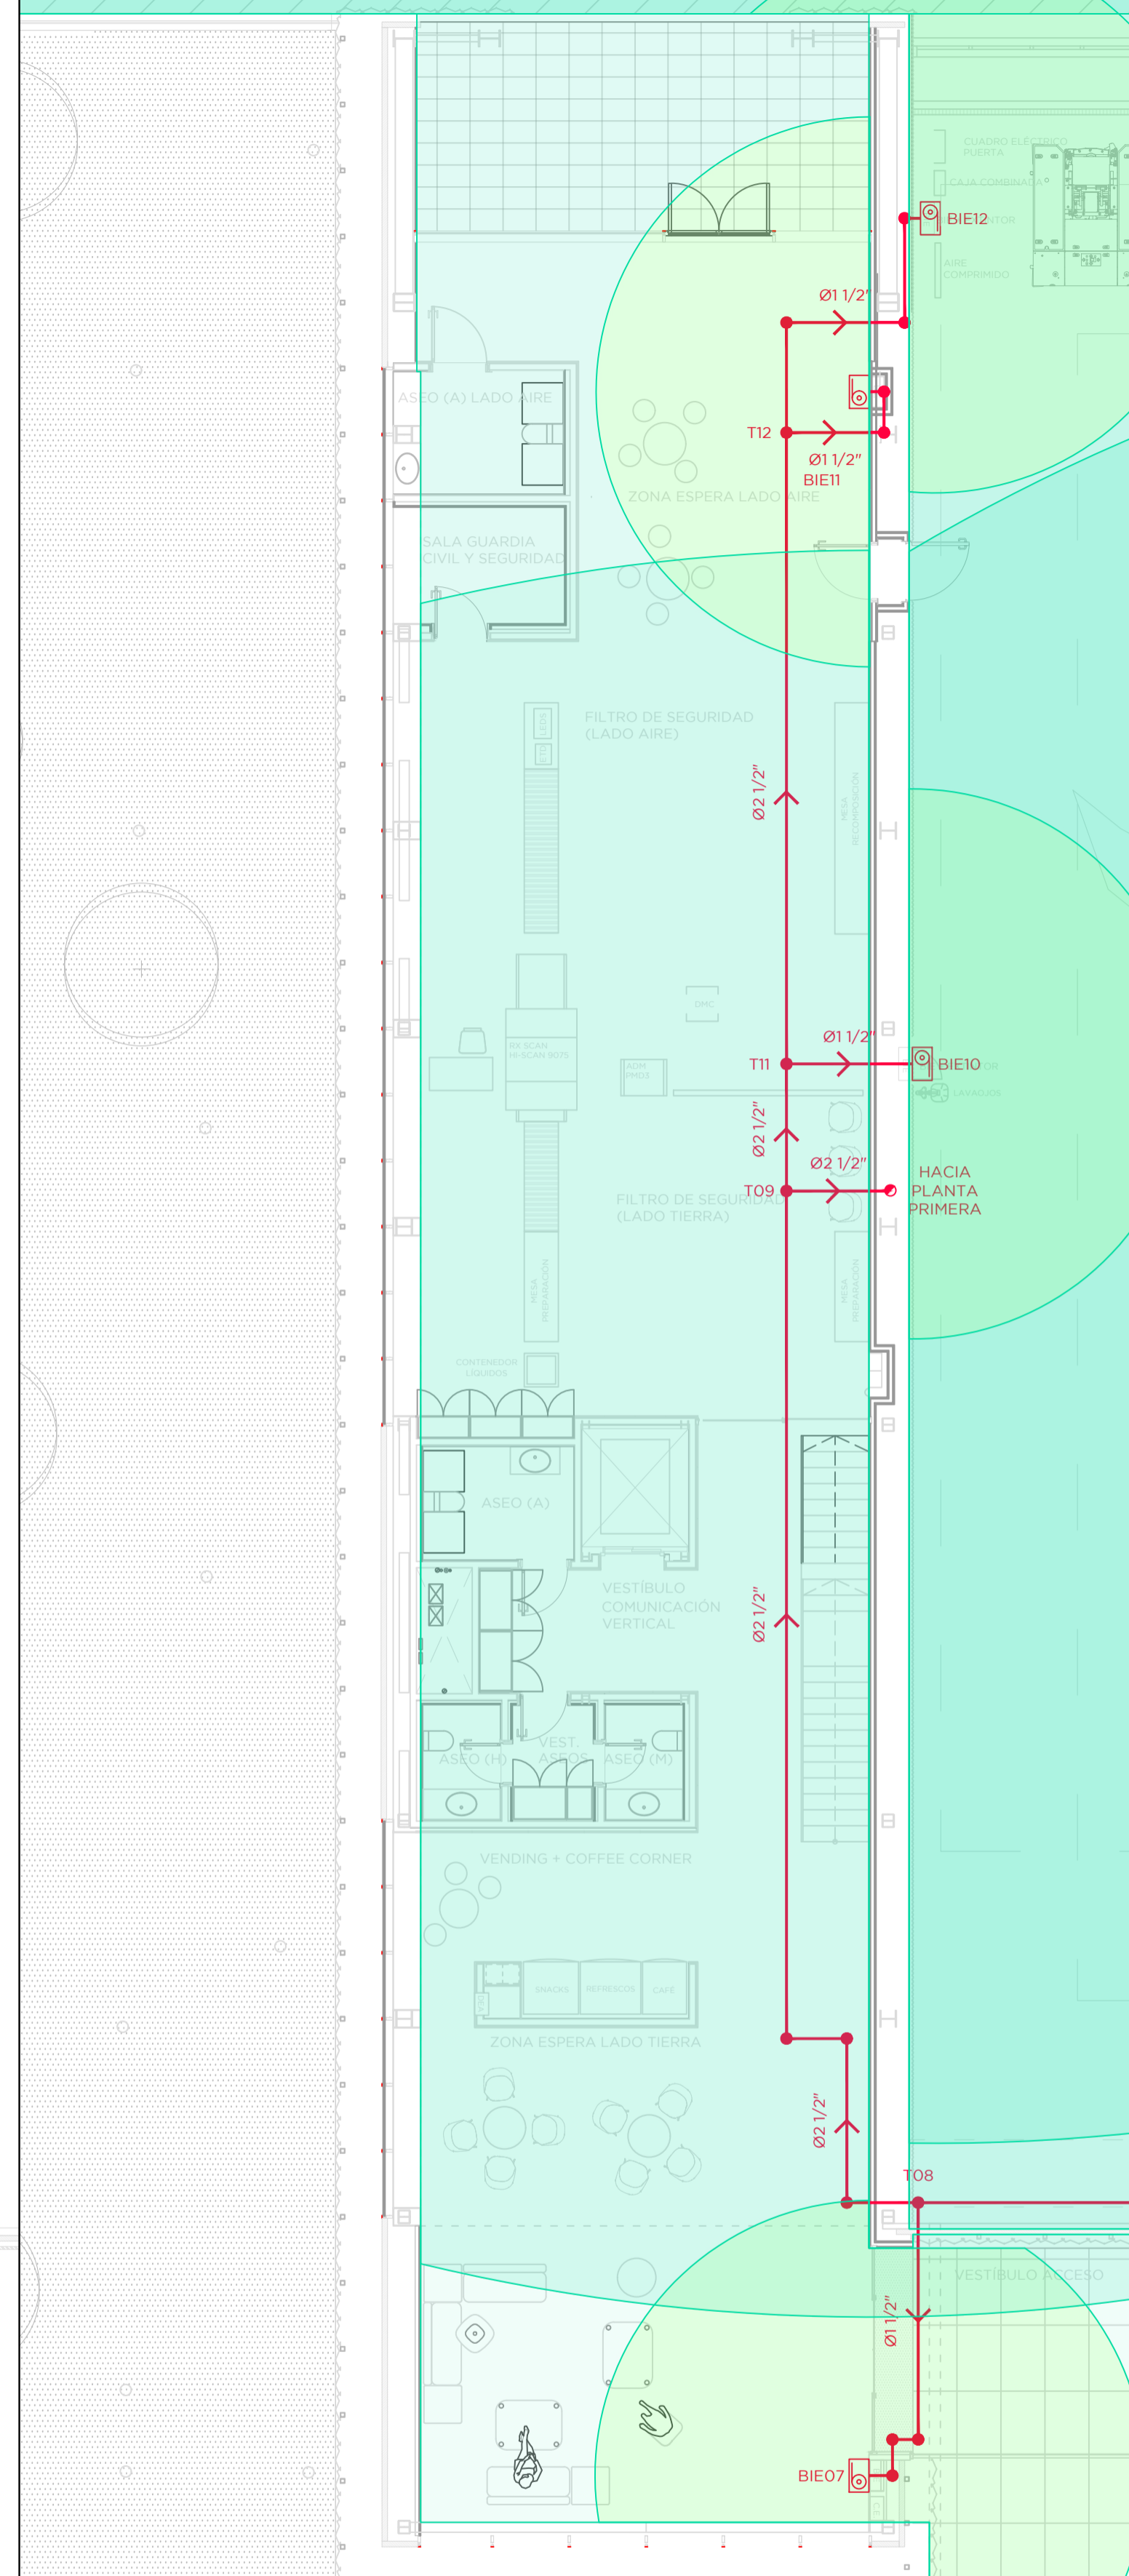 CUADRO ELÉCTRICO
PUERTA
CAJA COMBINADA
BIE12
AIRE
COMPRIMIDO
Ø1 1/2"
ASEO (A) LADO AIRE
T12
Ø1 1/2"
BIE11
ZONA ESPERA LADO AIRE
SALA GUARDIA
CIVIL Y SEGURIDAD
FILTRO DE SEGURIDAD
(LADO AIRE)
LEDS
ETD
Ø2 1/2"
MESA
RECOMPOSICIÓN
DMC
RX SCAN
HI-SCAN 9075
ADM
PMD3
Ø1 1/2"
T11
BIE10
LAVAOJOS
Ø2 1/2"
Ø2 1/2"
T09
HACIA
PLANTA
PRIMERA
FILTRO DE SEGURIDAD
(LADO TIERRA)
MESA
PREPARACIÓN
MESA
PREPARACIÓN
CONTENEDOR
LÍQUIDOS
ASEO (A)
VESTÍBULO
COMUNICACIÓN
VERTICAL
Ø2 1/2"
VEST.
ASEOS
ASEO (H)
ASEO (M)
VENDING + COFFEE CORNER
DEA
SNACKS
REFRESCOS
CAFÉ
ZONA ESPERA LADO TIERRA
Ø2 1/2"
T08
VESTÍBULO ACCESO
Ø1 1/2"
BIE07